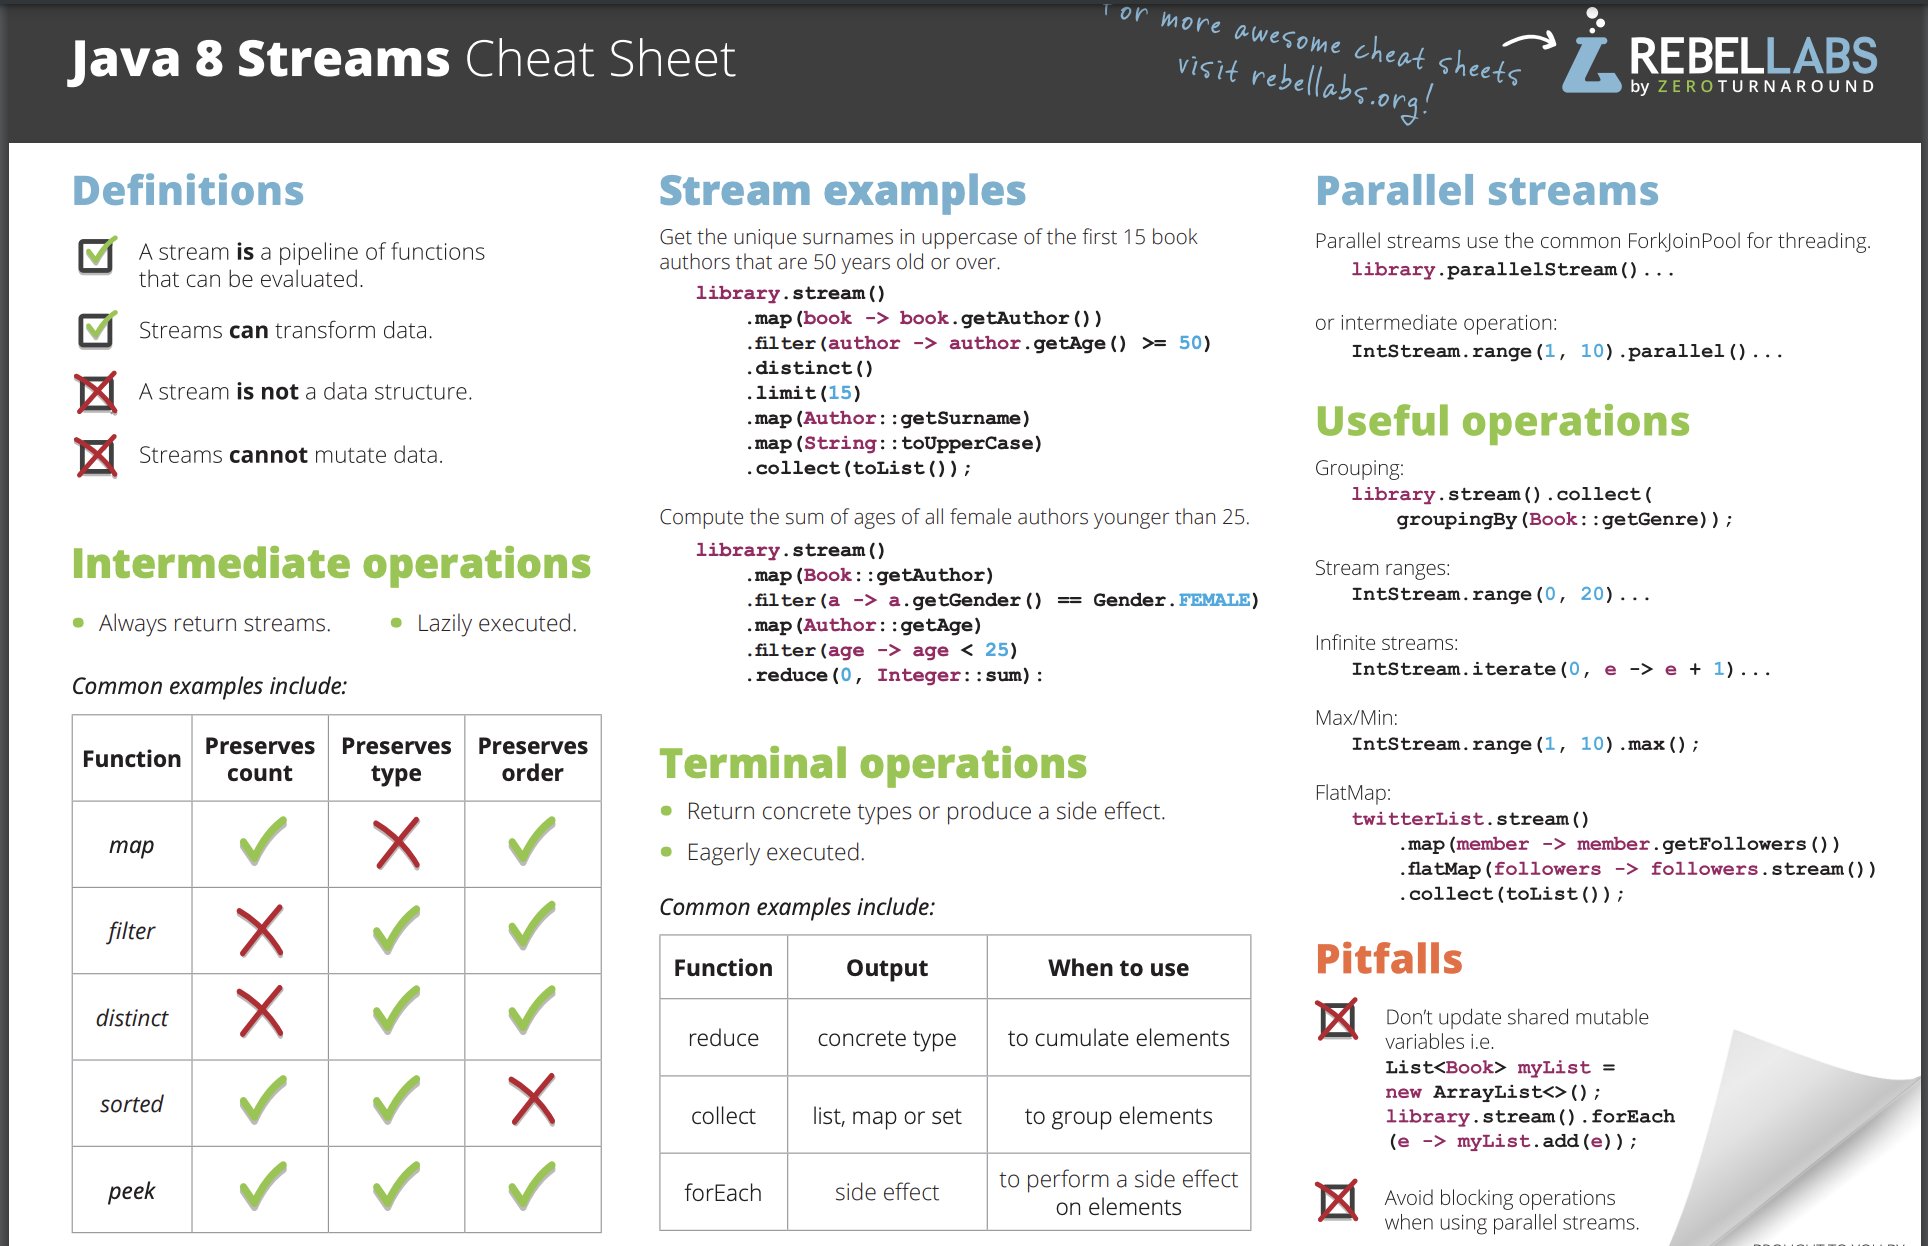 Java 8 Streams Cheat Sheet
For more awesome cheat sheets
visit rebellabs.org!
REBELLABS
by ZEROTURNAROUND
Definitions
A stream is a pipeline of functions
that can be evaluated.
Streams can transform data.
A stream is not a data structure.
Streams cannot mutate data.
Intermediate operations
• Always return streams.
• Lazily executed.
Common examples include:
Function Preserves count Preserves type Preserves order
map
filter
distinct
sorted
peek
Stream examples
Get the unique surnames in uppercase of the first 15 book
authors that are 50 years old or over.
library.stream()
.map(book -> book.getAuthor())
.filter(author -> author.getAge() >= 50)
.distinct()
.limit(15)
.map(Author::getSurname)
.map(String::toUpperCase)
.collect(toList());
Compute the sum of ages of all female authors younger than 25.
library.stream()
.map(Book::getAuthor)
.filter(a -> a.getGender() == Gender.FEMALE)
.map(Author::getAge)
.filter(age -> age < 25)
.reduce(0, Integer::sum):
Terminal operations
• Return concrete types or produce a side effect.
• Eagerly executed.
Common examples include:
Function Output When to use
reduce concrete type to cumulate elements
collect list, map or set to group elements
forEach side effect to perform a side effect
on elements
Parallel streams
Parallel streams use the common ForkJoinPool for threading.
library.parallelStream()...
or intermediate operation:
IntStream.range(1, 10).parallel()...
Useful operations
Grouping:
library.stream().collect(
groupingBy(Book::getGenre));
Stream ranges:
IntStream.range(0, 20)...
Infinite streams:
IntStream.iterate(0, e -> e + 1)...
Max/Min:
IntStream.range(1, 10).max();
FlatMap:
twitterList.stream()
.map(member -> member.getFollowers())
.flatMap(followers -> followers.stream())
.collect(toList());
Pitfalls
Don't update shared mutable
variables i.e.
List<Book> myList =
new ArrayList<>();
library.stream().forEach
(e -> myList.add(e));
Avoid blocking operations
when using parallel streams.